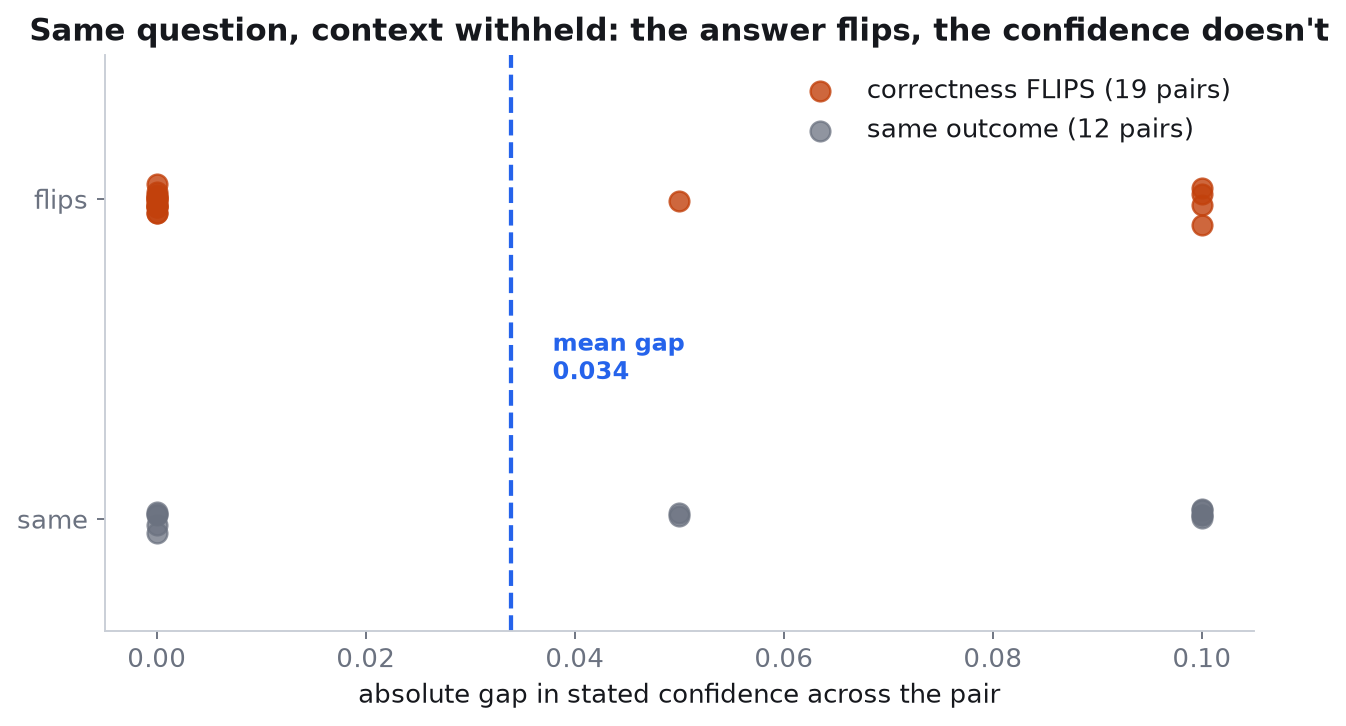 Same question, context withheld: the answer flips, the confidence doesn't
correctness FLIPS (19 pairs)
same outcome (12 pairs)
flips
mean gap
0.034
same
0.00 0.02 0.04 0.06 0.08 0.10
absolute gap in stated confidence across the pair